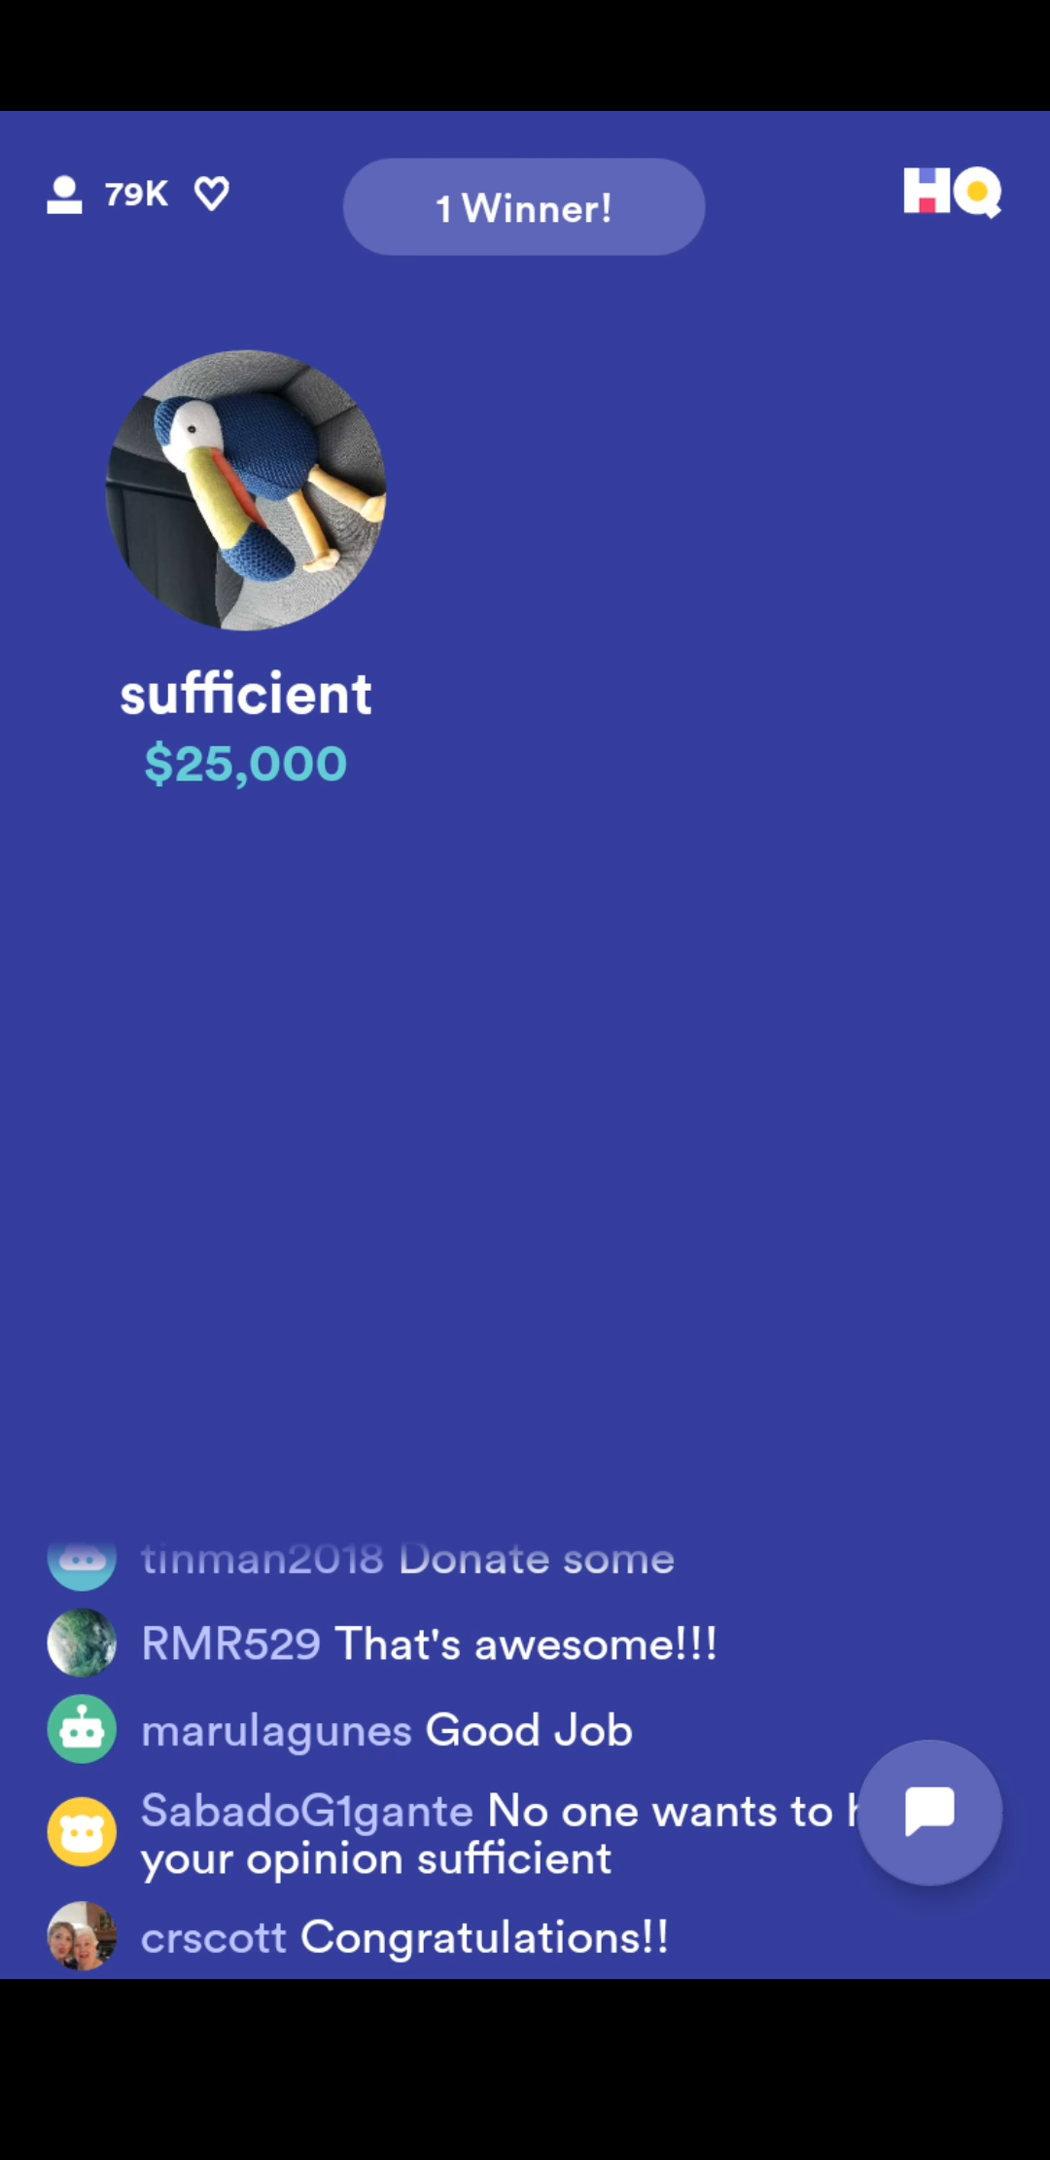 79K
1 Winner!
HQ
sufficient
$25,000
tinman2018 Donate some
RMR529 That's awesome!!!
marulagunes Good Job
SabadoG1gante No one wants to
your opinion sufficient
crscott Congratulations!!